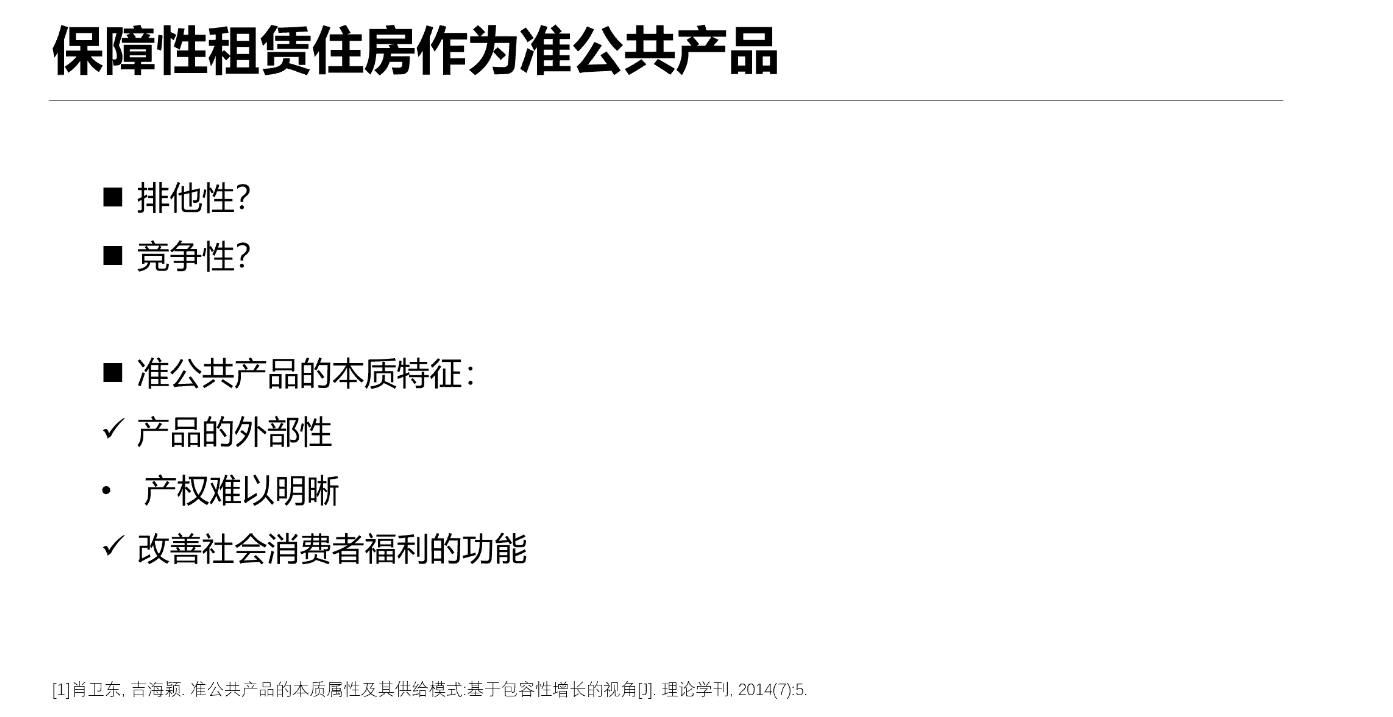 保障性租赁住房作为准公共产品
■ 排他性?
■ 竞争性?
■ 准公共产品的本质特征：
✓ 产品的外部性
• 产权难以明晰
✓ 改善社会消费者福利的功能
[1]肖卫东, 吉海颖. 准公共产品的本质属性及其供给模式:基于包容性增长的视角[J]. 理论学刊, 2014(7):5.